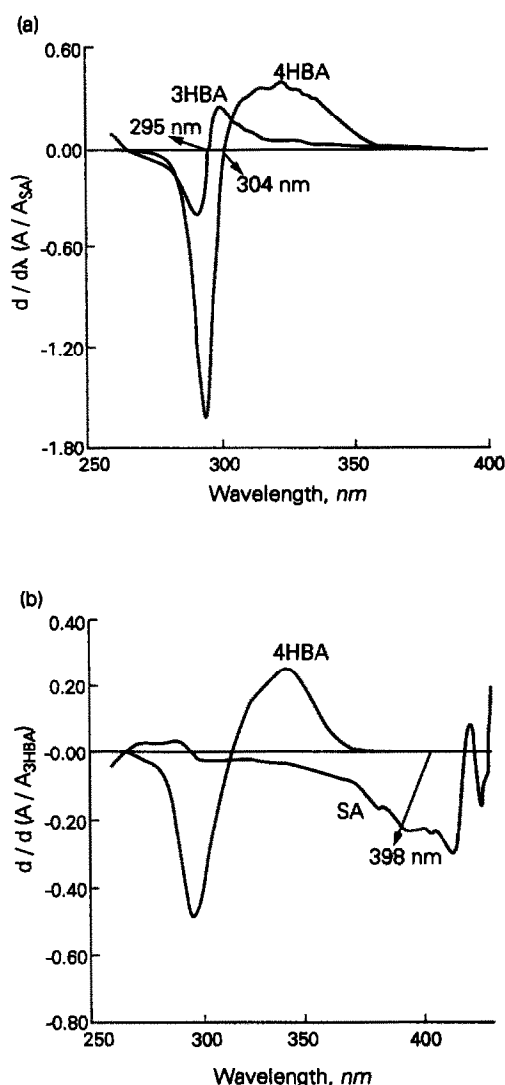 (a)
d / dλ (A / A_SA)
0.60
0.00
-0.60
-1.20
-1.80
3HBA
4HBA
295 nm
304 nm
250
300
350
400
Wavelength, nm
(b)
d / d (A / A_3HBA)
0.40
0.20
-0.00
-0.20
-0.40
-0.60
-0.80
4HBA
SA
398 nm
250
300
350
400
Wavelength, nm